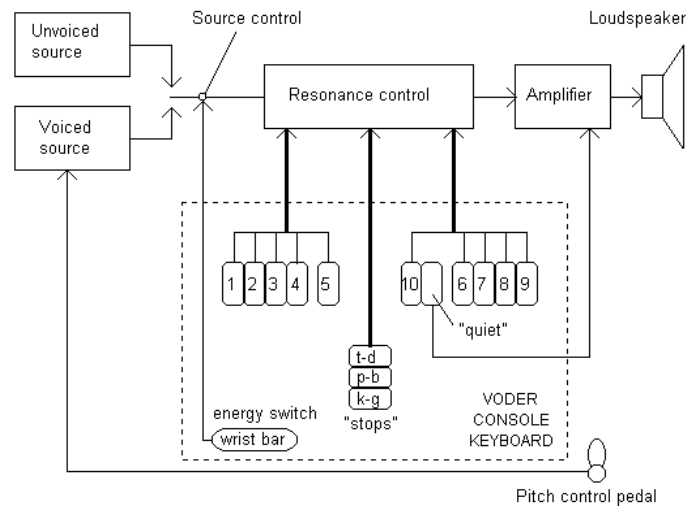 Unvoiced
source
Source control
Loudspeaker
Voiced
source
Resonance control
Amplifier
1 2 3 4 5
10 6 7 8 9
"quiet"
t-d
p-b
k-g
"stops"
energy switch
wrist bar
VODER
CONSOLE
KEYBOARD
Pitch control pedal